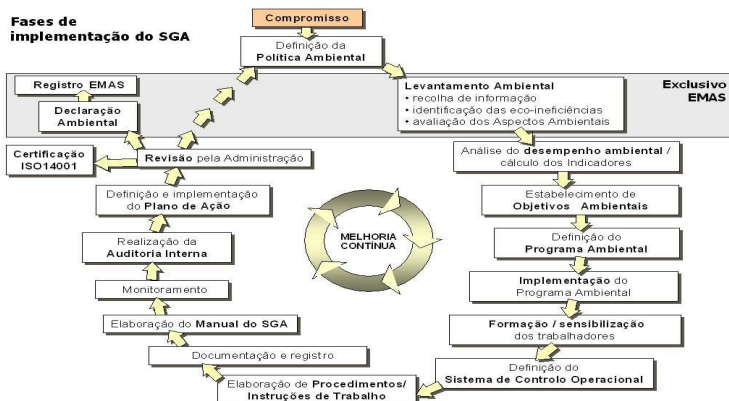 Fases de
implementação do SGA
Compromisso
Definição da
Política Ambiental
Exclusivo
EMAS
Levantamento Ambiental
• recolha de informação
• identificação das eco-ineficiências
• avaliação dos Aspectos Ambientais
Análise do desempenho ambiental /
cálculo dos Indicadores
Estabelecimento de
Objetivos Ambientais
Definição do
Programa Ambiental
Implementação do
Programa Ambiental
Formação / sensibilização
dos trabalhadores
Definição do
Sistema de Controlo Operacional
Elaboração de Procedimentos/
Instruções de Trabalho
Documentação e registro
Elaboração do Manual do SGA
Monitoramento
Realização da
Auditoria Interna
Definição e implementação
do Plano de Ação
Revisão pela Administração
Certificação
ISO14001
Declaração
Ambiental
Registro EMAS
MELHORIA
CONTÍNUA